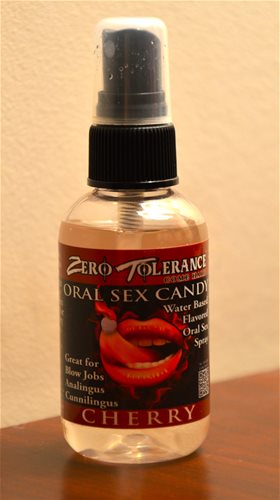 ZERO TOLERANCE
ORAL SEX CANDY
Water Based
Flavored
Oral Sex
Spray
Great for
Blow Jobs
Analingus
Cunnilingus
CHERRY